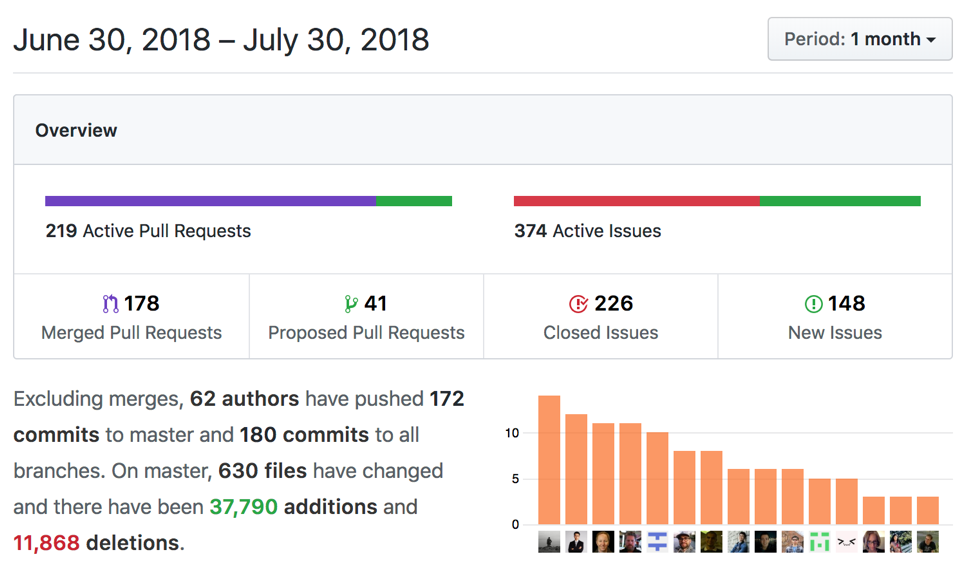 June 30, 2018 – July 30, 2018
Period: 1 month
Overview
219 Active Pull Requests
374 Active Issues
178
Merged Pull Requests
41
Proposed Pull Requests
226
Closed Issues
148
New Issues
Excluding merges, 62 authors have pushed 172
commits to master and 180 commits to all
branches. On master, 630 files have changed
and there have been 37,790 additions and
11,868 deletions.
10
5
0